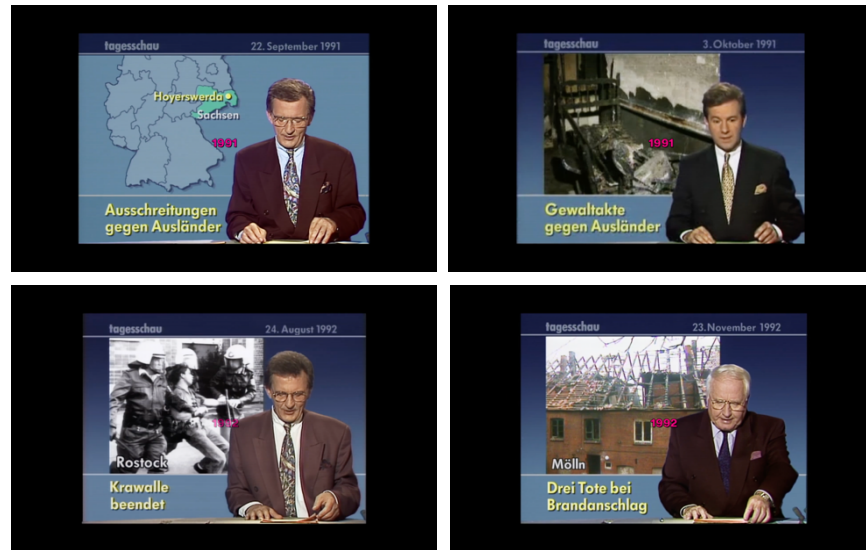 tagesschau 22. September 1991
Hoyerswerda
Sachsen
1991
Ausschreitungen
gegen Ausländer
tagesschau 3. Oktober 1991
1991
Gewaltakte
gegen Ausländer
tagesschau 24. August 1992
1992
Rostock
Krawalle
beendet
tagesschau 23. November 1992
1992
Mölln
Drei Tote bei
Brandanschlag